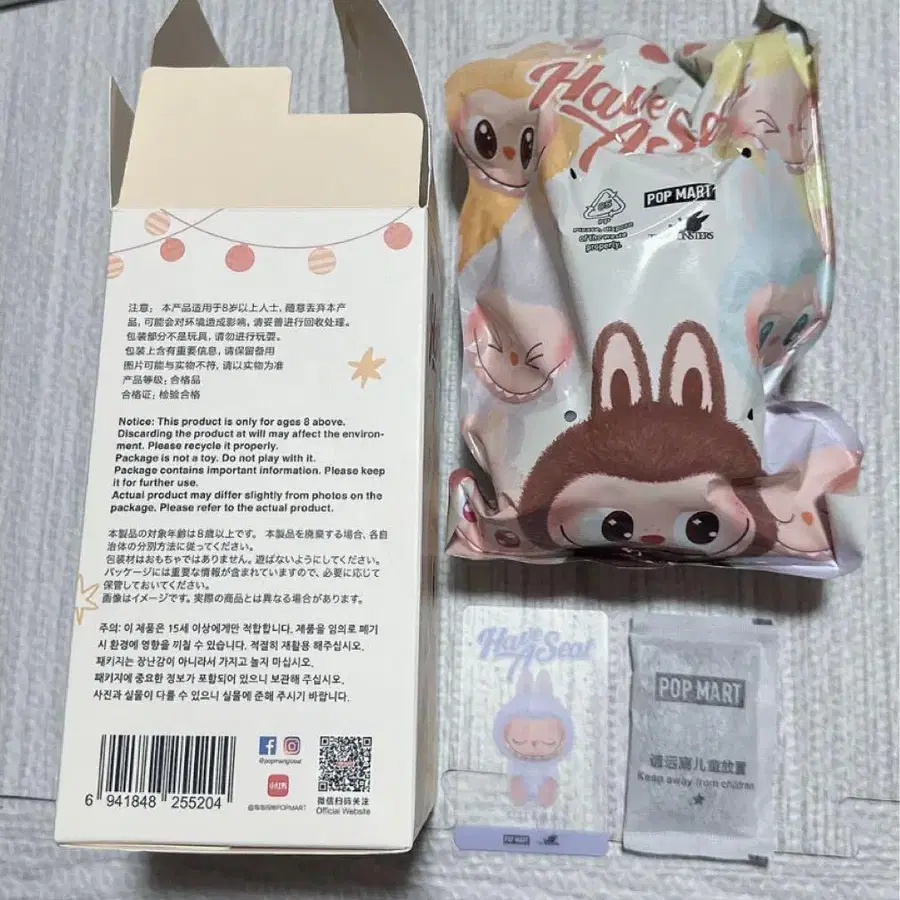 注意： 本产品适用于8岁以上人士，随意丢弃本产
品，可能会对环境造成影响，请妥善进行回收处理。
包装部分不是玩具，请勿进行玩耍。
包装上含有重要信息，请保留备用
图片可能与实物不符，请以实物为准
产品等级：合格品
合格证：检验合格
Notice: This product is only for ages 8 above.
Discarding the product at will may affect the environ-
ment. Please recycle it properly.
Package is not a toy. Do not play with it.
Package contains important information. Please keep
it for further use.
Actual product may differ slightly from photos on the
package. Please refer to the actual product.
本製品の対象年齢は8歳以上です。 本製品を廃棄する場合、各自
治体の分別方法に従ってください。
包装材はおもちゃではありません。遊ばないようにしてください。
パッケージには重要な情報が含まれていますので、必要に応じて
保管しておいてください。
画像はイメージです。実際の商品とは異なる場合があります。
주의: 이 제품은 15세 이상에게만 적합합니다. 제품을 임의로 폐기
시 환경에 영향을 끼칠 수 있습니다. 적절히 재활용 해주십시오.
패키지는 장난감이 아니라서 가지고 놀지 마십시오.
패키지에 중요한 정보가 포함되어 있으니 보관해 주십시오.
사진과 실물이 다를 수 있으니 실물에 준해 주시기 바랍니다.
6 941848 255204
@popmartglobal
小红书
POPMART
微信扫码关注
Official Website
Have
A Seat
05
PP
Please, dispose
of the waste
properly.
POP MART
Have
A Seat
POP MART
POP MART
请远离儿童放置
Keep away from children